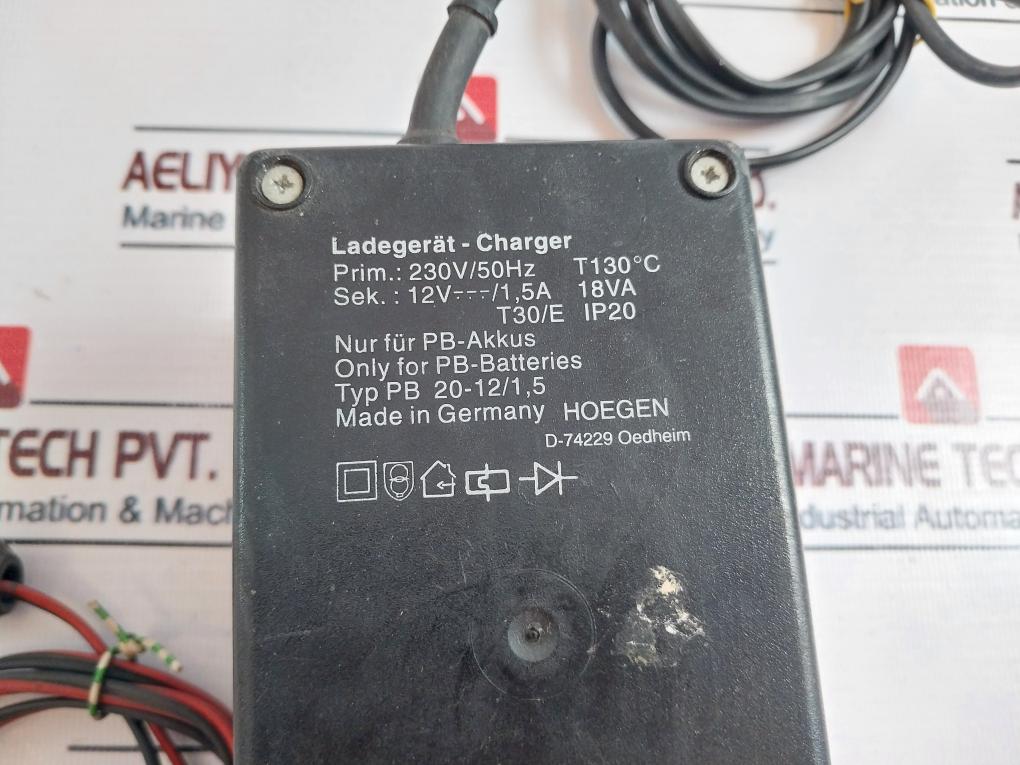 Ladegerät - Charger
Prim.: 230V/50Hz T130°C
Sek. : 12V⎓/1,5A 18VA
T30/E IP20
Nur für PB-Akkus
Only for PB-Batteries
Typ PB 20-12/1,5
Made in Germany HOEGEN
D-74229 Oedheim
AELIY
Marine
TECH PVT.
mation & Mach
MARINE TEC
dustrial Automa